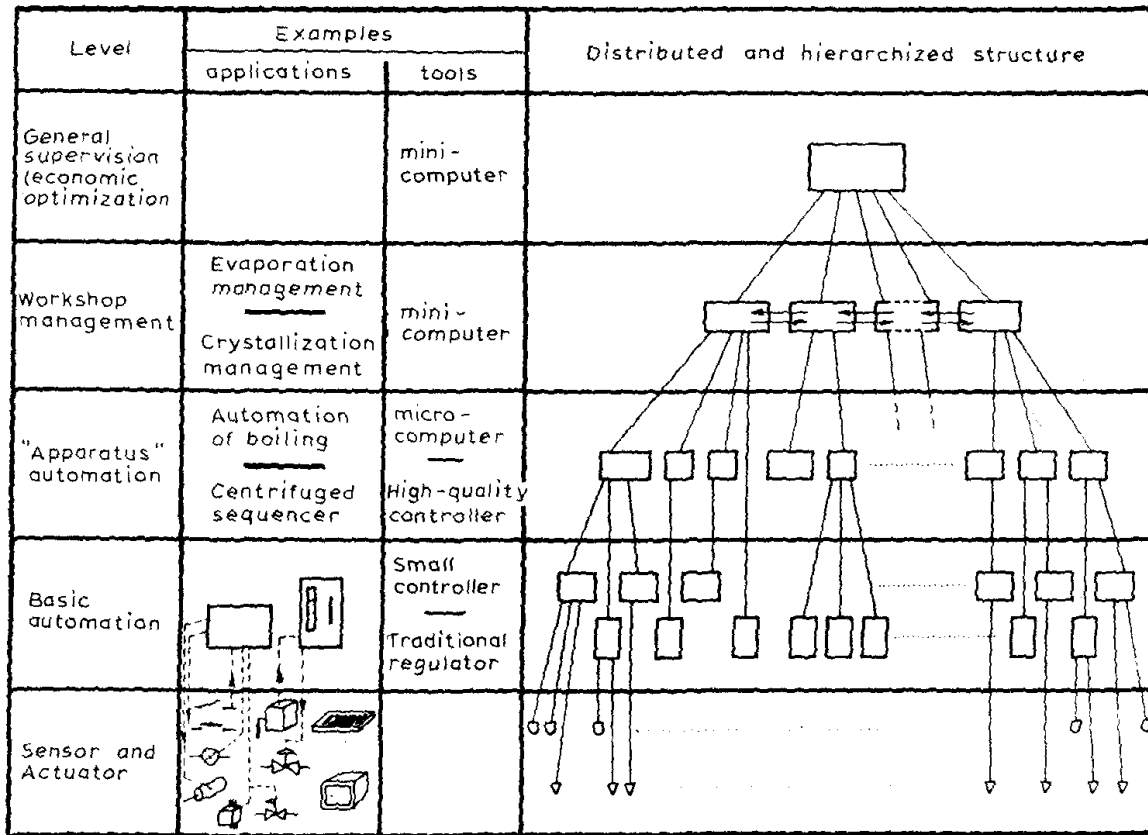 Level
Examples
applications
tools
Distributed and hierarchized structure
General
supervision
(economic
optimization
mini-
computer
Workshop
management
Evaporation
management
Crystallization
management
mini-
computer
"Apparatus"
automation
Automation
of boiling
Centrifuged
sequencer
micro-
computer
High-quality
controller
Basic
automation
Small
controller
Traditional
regulator
Sensor and
Actuator